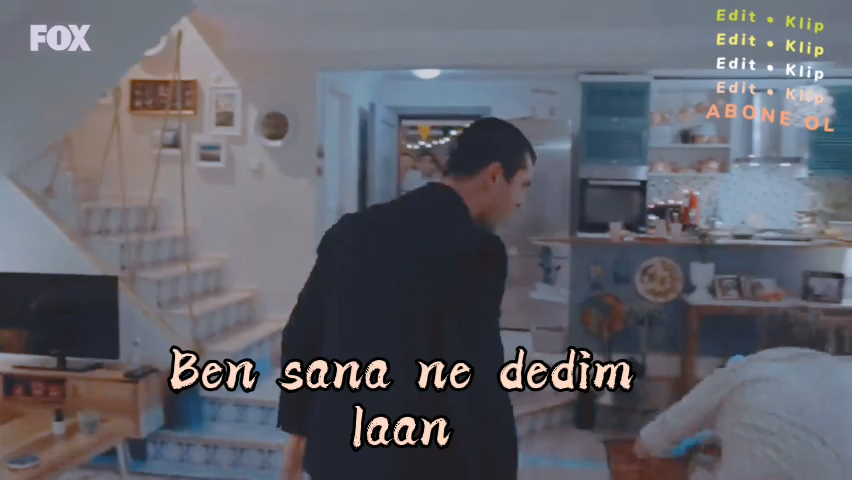 FOX
Edit • Klip
Edit • Klip
Edit • Klip
Edit • Klip
ABONE OL
Ben sana ne dedim
laan